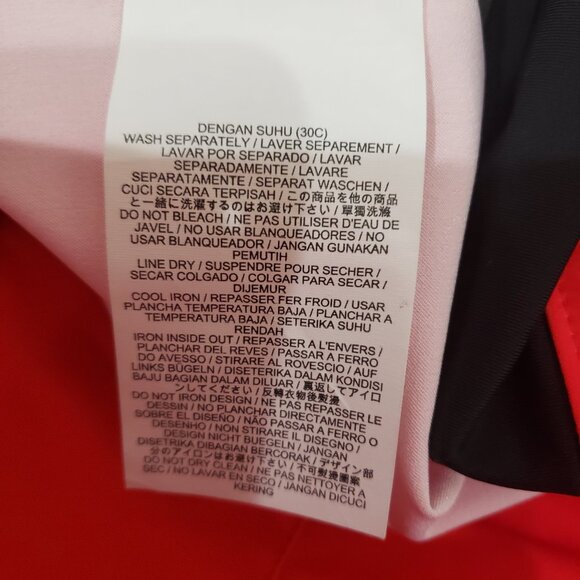 DENGAN SUHU (30C)
WASH SEPARATELY / LAVER SEPAREMENT /
LAVAR POR SEPARADO / LAVAR
SEPARADAMENTE / LAVARE
SEPARATAMENTE / SEPARAT WASCHEN /
CUCI SECARA TERPISAH / この商品を他の商品
と一緒に洗濯するのはお避け下さい / 單獨洗滌
DO NOT BLEACH / NE PAS UTILISER D'EAU DE
JAVEL / NO USAR BLANQUEADORES / NO
USAR BLANQUEADOR / JANGAN GUNAKAN
PEMUTIH
LINE DRY / SUSPENDRE POUR SECHER /
SECAR COLGADO / COLGAR PARA SECAR /
DIJEMUR
COOL IRON / REPASSER FER FROID / USAR
PLANCHA TEMPERATURA BAJA / PLANCHAR A
TEMPERATURA BAJA / SETERIKA SUHU
RENDAH
IRON INSIDE OUT / REPASSER A L'ENVERS /
PLANCHAR DEL REVES / PASSAR A FERRO
DO AVESSO / STIRARE AL ROVESCIO / AUF
LINKS BÜGELN / DISETERIKA DALAM KONDISI
BAJU BAGIAN DALAM DILUAR / 裏返してアイロ
ンしてください / 反轉衣物後熨燙
DO NOT IRON DESIGN / NE PAS REPASSER LE
DESSIN / NO PLANCHAR DIRECTAMENTE
SOBRE EL DISEÑO / NÃO PASSAR A FERRO O
DESENHO / NON STIRARE IL DISEGNO /
DESIGN NICHT BUEGELN / JANGAN
DISETRIKA DIBAGIAN BERCORAK / デザイン部
分のアイロンはお避け下さい / 不可熨燙圖案
DO NOT DRY CLEAN / NE PAS NETTOYER A
SEC / NO LAVAR EN SECO / JANGAN DICUCI
KERING